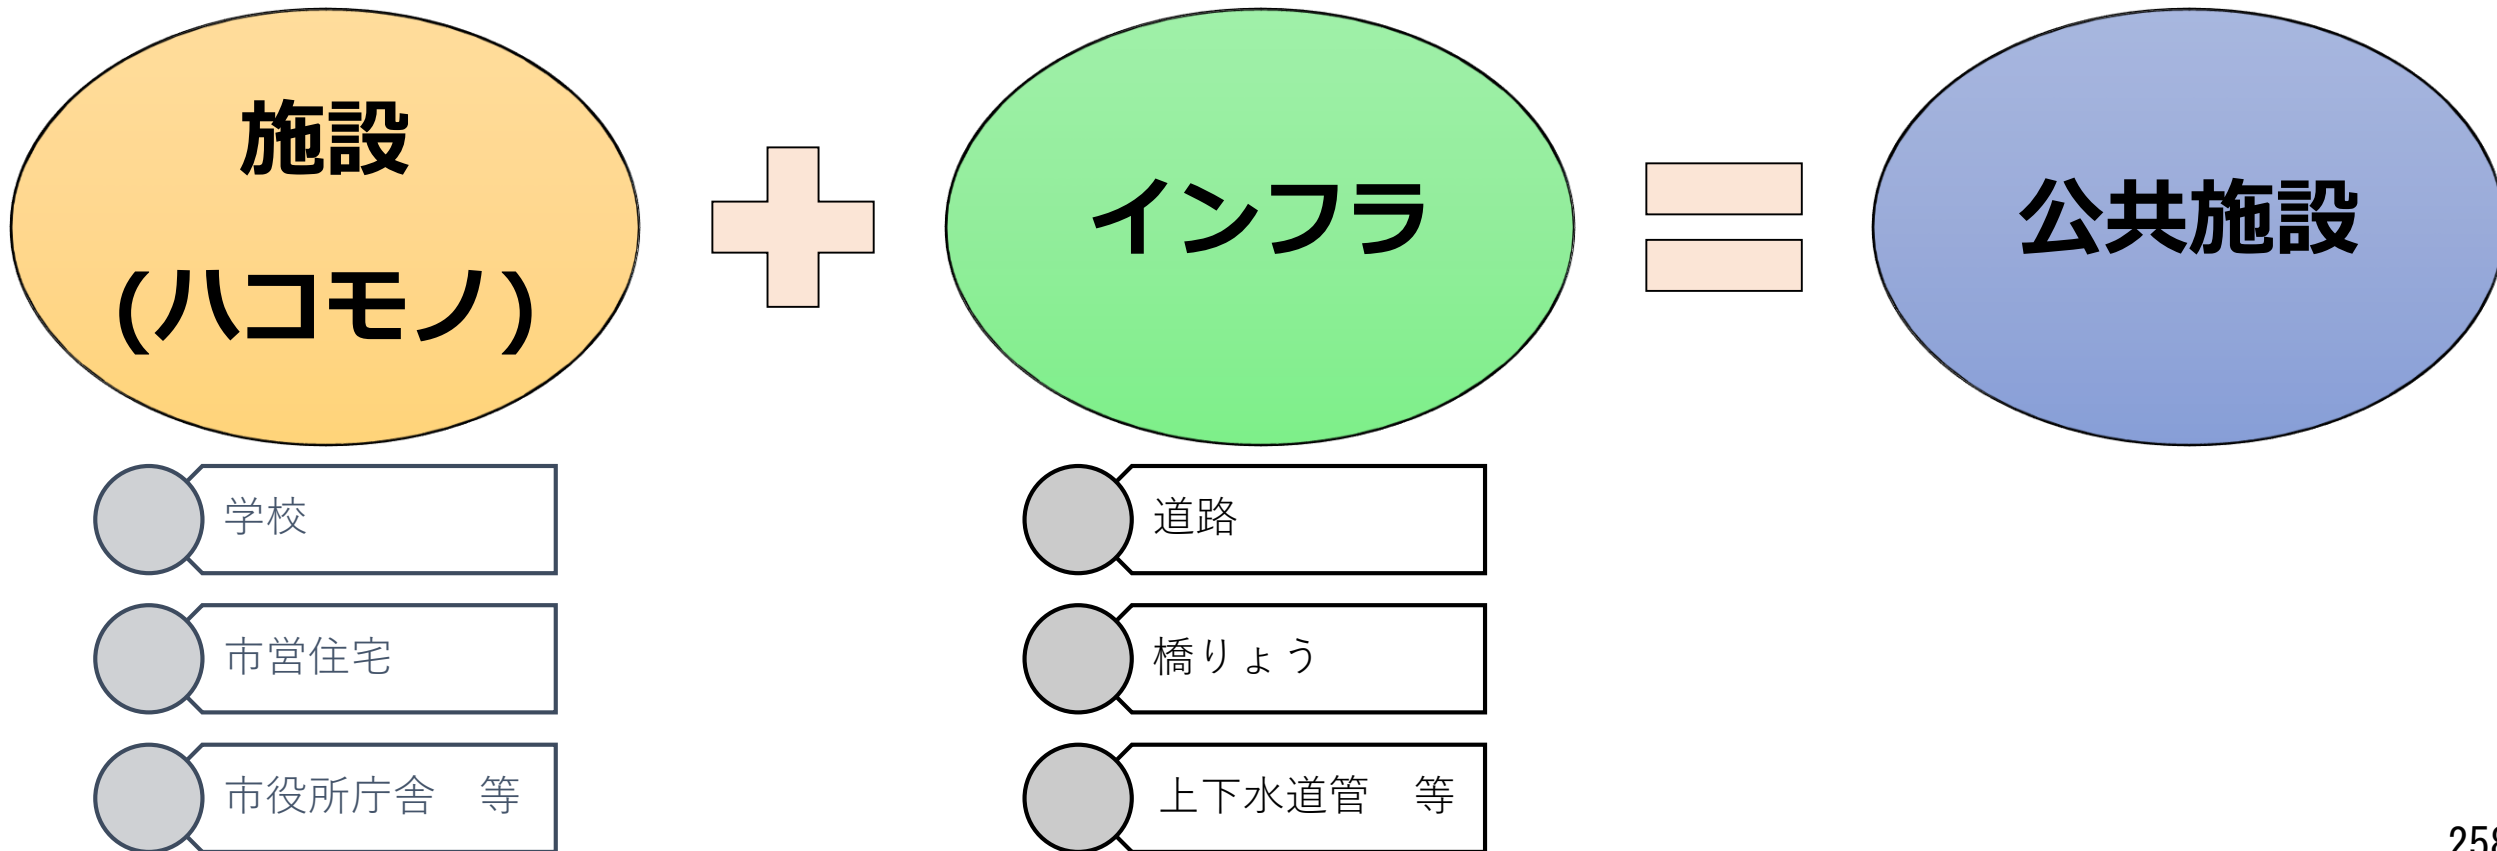 施設
(ハコモノ)
インフラ
公共施設
学校
市営住宅
市役所庁舎　等
道路
橋りょう
上下水道管　等